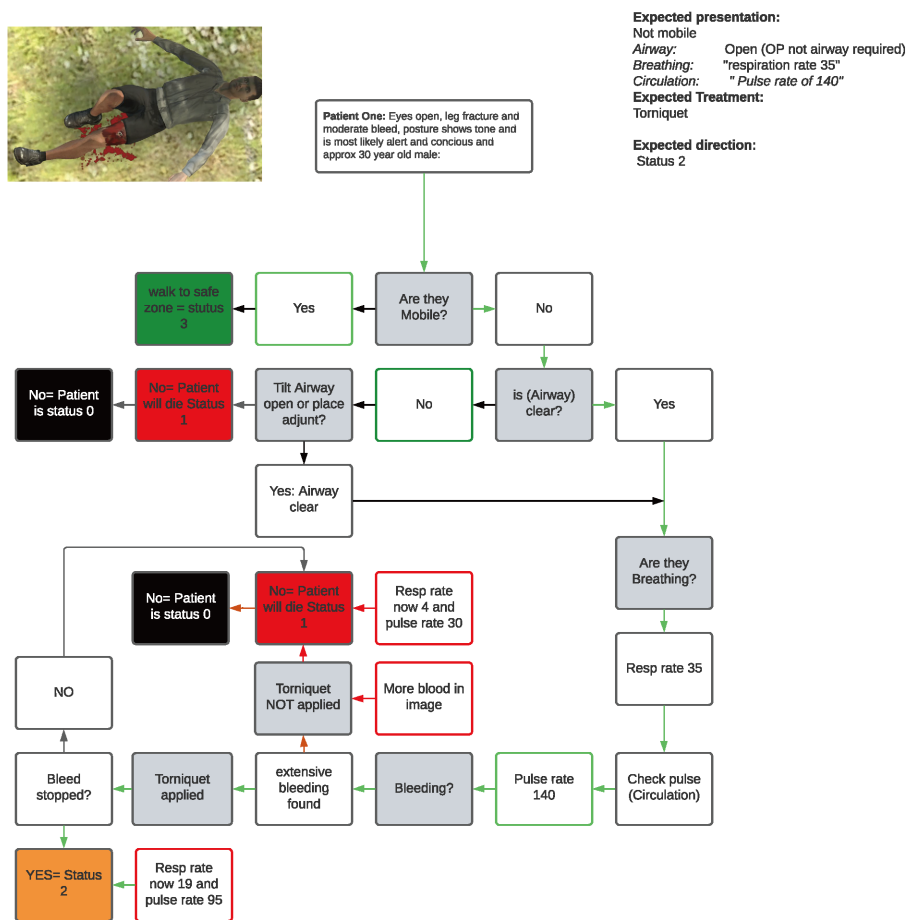 Expected presentation:
Not mobile
Airway: Open (OP not airway required)
Breathing: "respiration rate 35"
Circulation: " Pulse rate of 140"
Expected Treatment:
Torniquet
Expected direction:
Status 2
Patient One: Eyes open, leg fracture and
moderate bleed, posture shows tone and
is most likely alert and concious and
approx 30 year old male:
walk to safe
zone = stutus
3
Yes
Are they
Mobile?
No
No= Patient
is status 0
No= Patient
will die Status
1
Tilt Airway
open or place
adjunt?
No
is (Airway)
clear?
Yes
Yes: Airway
clear
Are they
Breathing?
No= Patient
is status 0
No= Patient
will die Status
1
Resp rate
now 4 and
pulse rate 30
Resp rate 35
NO
Torniquet
NOT applied
More blood in
image
Bleed
stopped?
Torniquet
applied
extensive
bleeding
found
Bleeding?
Pulse rate
140
Check pulse
(Circulation)
YES= Status
2
Resp rate
now 19 and
pulse rate 95